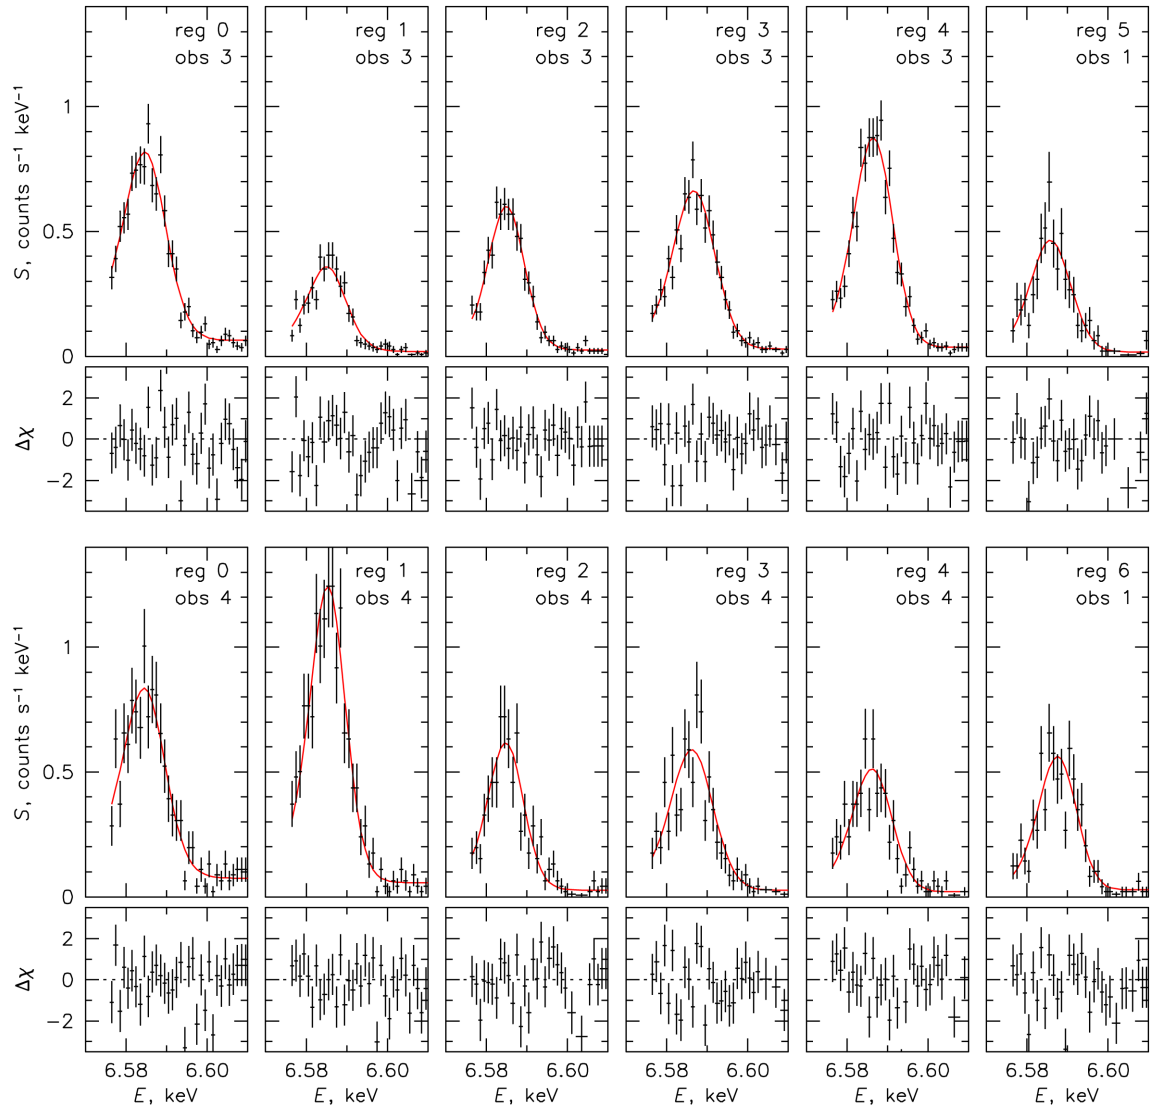 reg 0 reg 1 reg 2 reg 3 reg 4 reg 5
obs 3 obs 3 obs 3 obs 3 obs 3 obs 1
S, counts s⁻¹ keV⁻¹
1
0.5
0
Δχ
2
0
−2
reg 0 reg 1 reg 2 reg 3 reg 4 reg 6
obs 4 obs 4 obs 4 obs 4 obs 4 obs 1
S, counts s⁻¹ keV⁻¹
1
0.5
0
Δχ
2
0
−2
6.58 6.60 6.58 6.60 6.58 6.60 6.58 6.60 6.58 6.60 6.58 6.60
E, keV E, keV E, keV E, keV E, keV E, keV